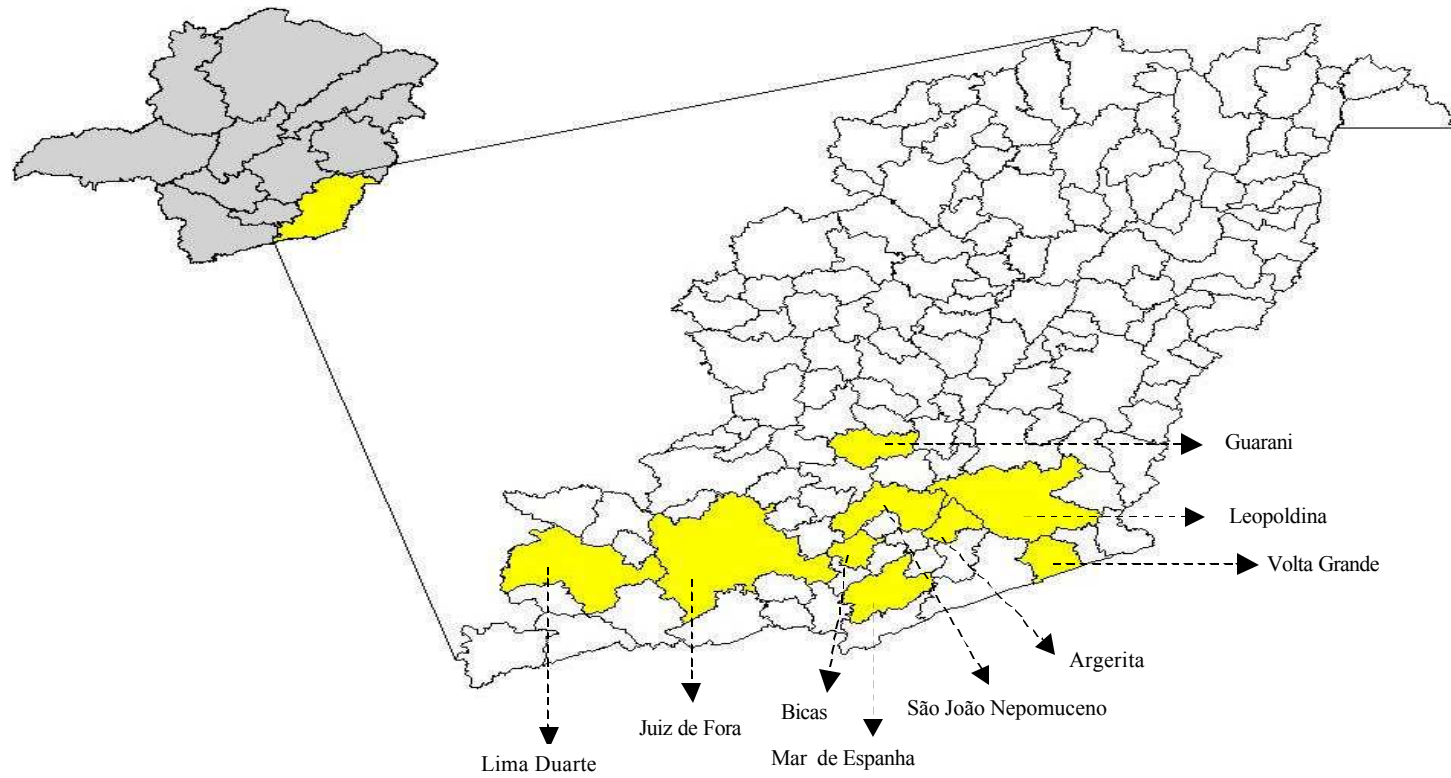 Guarani
Leopoldina
Volta Grande
Argerita
São João Nepomuceno
Bicas
Juiz de Fora
Mar de Espanha
Lima Duarte